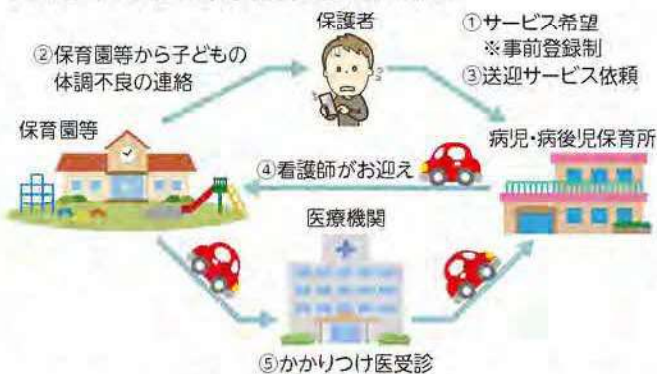 保護者
①サービス希望
※事前登録制
③送迎サービス依頼
②保育園等から子どもの
体調不良の連絡
保育園等
病児・病後児保育所
④看護師がお迎え
医療機関
⑤かかりつけ医受診